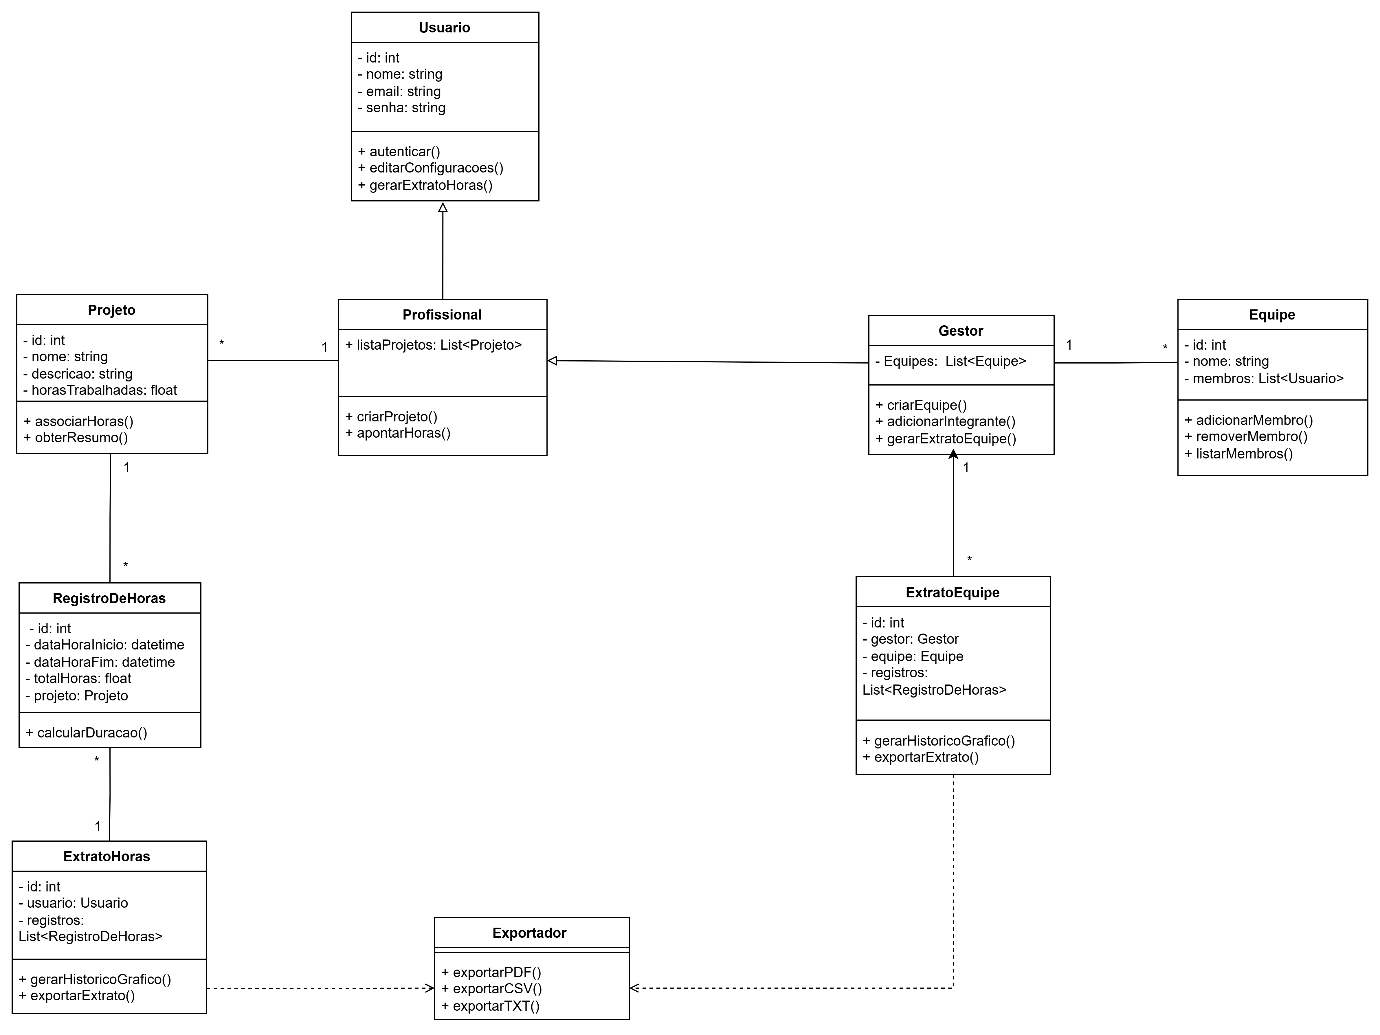 Usuario
- id: int
- nome: string
- email: string
- senha: string
+ autenticar()
+ editarConfiguracoes()
+ gerarExtratoHoras()
Projeto
- id: int
- nome: string
- descricao: string
- horasTrabalhadas: float
+ associarHoras()
+ obterResumo()
*
1
Profissional
+ listaProjetos: List<Projeto>
+ criarProjeto()
+ apontarHoras()
Gestor
- Equipes:  List<Equipe>
+ criarEquipe()
+ adicionarIntegrante()
+ gerarExtratoEquipe()
1
*
Equipe
- id: int
- nome: string
- membros: List<Usuario>
+ adicionarMembro()
+ removerMembro()
+ listarMembros()
1
*
1
*
RegistroDeHoras
- id: int
- dataHoraInicio: datetime
- dataHoraFim: datetime
- totalHoras: float
- projeto: Projeto
+ calcularDuracao()
ExtratoEquipe
- id: int
- gestor: Gestor
- equipe: Equipe
- registros:
List<RegistroDeHoras>
+ gerarHistoricoGrafico()
+ exportarExtrato()
*
1
ExtratoHoras
- id: int
- usuario: Usuario
- registros:
List<RegistroDeHoras>
+ gerarHistoricoGrafico()
+ exportarExtrato()
Exportador
+ exportarPDF()
+ exportarCSV()
+ exportarTXT()